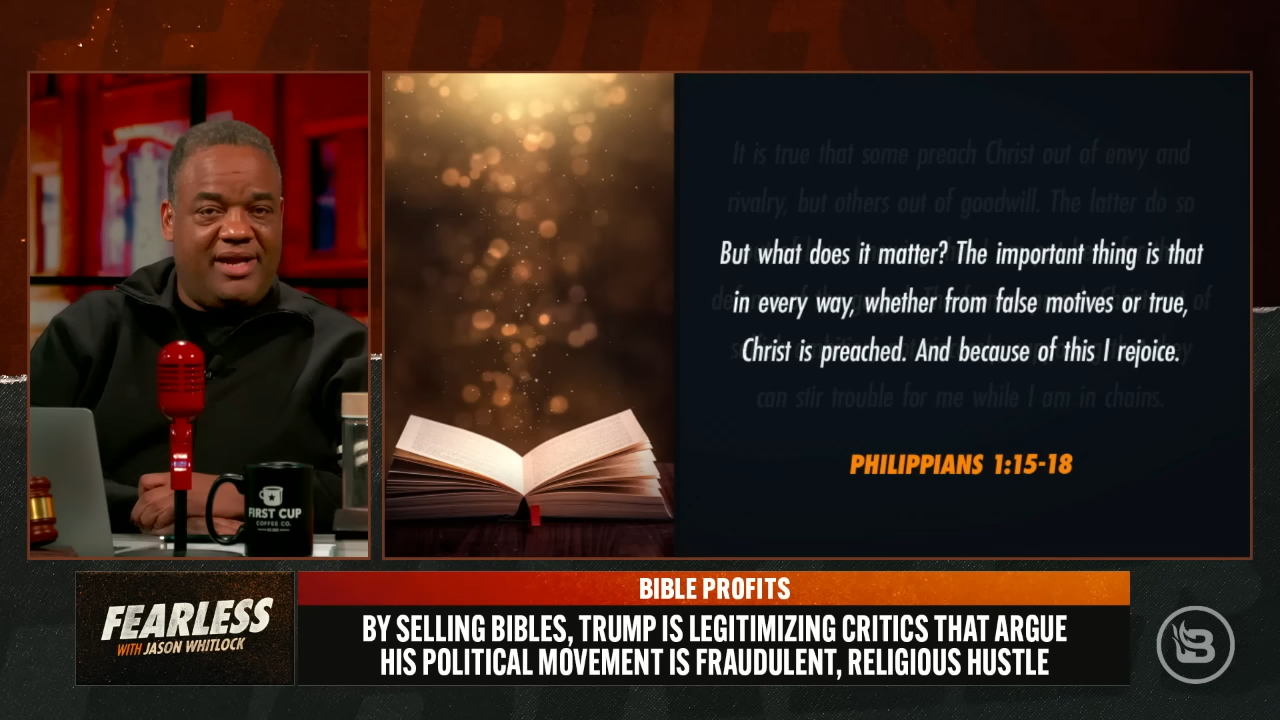 It is true that some preach Christ out of envy and
rivalry, but others out of goodwill. The latter do so
But what does it matter? The important thing is that
in every way, whether from false motives or true,
Christ is preached. And because of this I rejoice.
can stir trouble for me while I am in chains.
PHILIPPIANS 1:15-18
FIRST CUP
COFFEE CO.
BIBLE PROFITS
FEARLESS
WITH JASON WHITLOCK
BY SELLING BIBLES, TRUMP IS LEGITIMIZING CRITICS THAT ARGUE
HIS POLITICAL MOVEMENT IS FRAUDULENT, RELIGIOUS HUSTLE
B